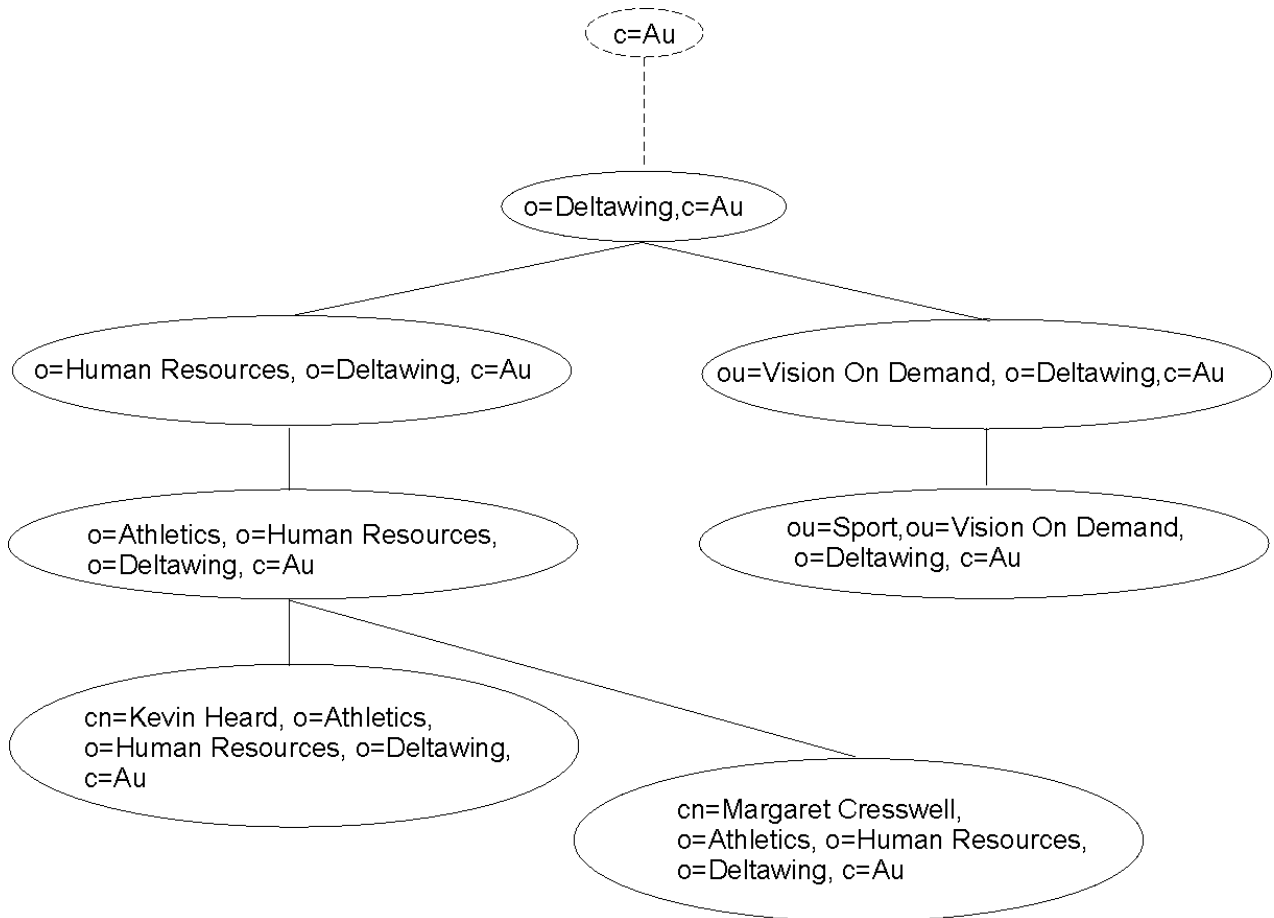 c=Au
o=Deltawing,c=Au
o=Human Resources, o=Deltawing, c=Au
ou=Vision On Demand, o=Deltawing,c=Au
o=Athletics, o=Human Resources,
o=Deltawing, c=Au
ou=Sport,ou=Vision On Demand,
o=Deltawing, c=Au
cn=Kevin Heard, o=Athletics,
o=Human Resources, o=Deltawing,
c=Au
cn=Margaret Cresswell,
o=Athletics, o=Human Resources,
o=Deltawing, c=Au